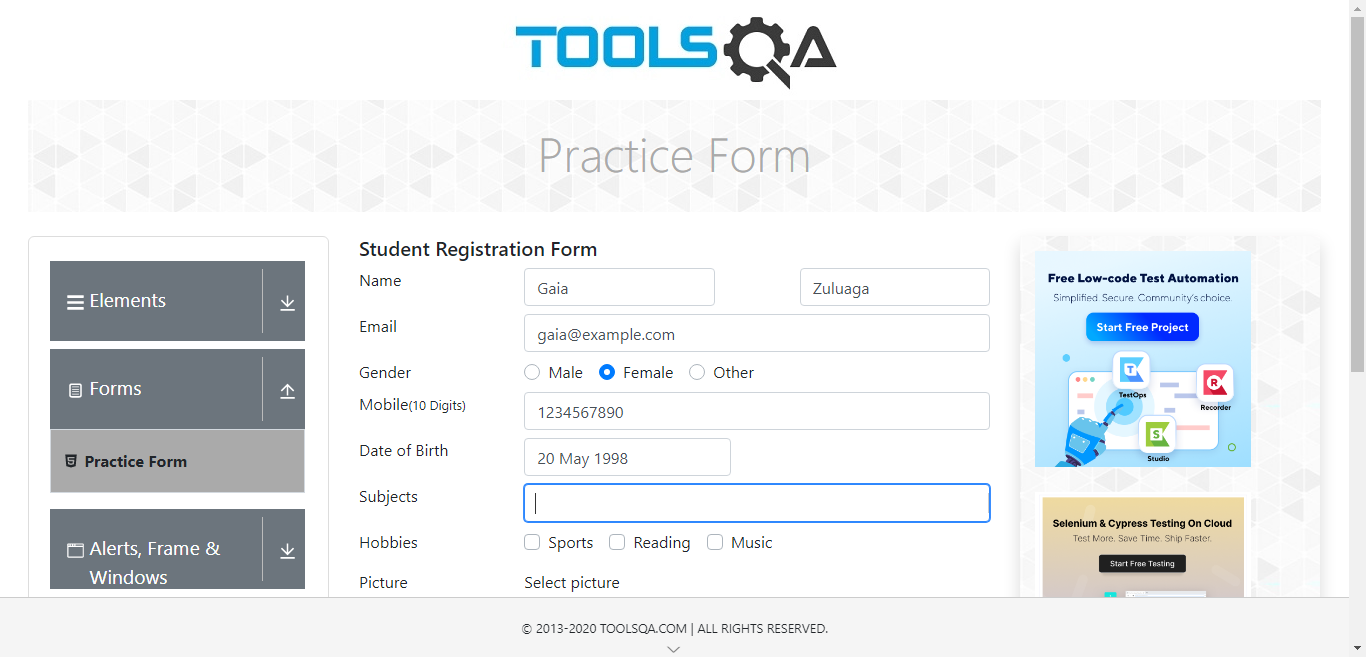 TOOLSQA
Practice Form
Elements
Forms
Practice Form
Alerts, Frame &
Windows
Student Registration Form
Name
Gaia
Zuluaga
Email
gaia@example.com
Gender
Male
Female
Other
Mobile(10 Digits)
1234567890
Date of Birth
20 May 1998
Subjects
Hobbies
Sports
Reading
Music
Picture
Select picture
Free Low-code Test Automation
Simplified. Secure. Community's choice.
Start Free Project
TestOps
Recorder
Studio
Selenium & Cypress Testing On Cloud
Test More. Save Time. Ship Faster.
Start Free Testing
© 2013-2020 TOOLSQA.COM | ALL RIGHTS RESERVED.